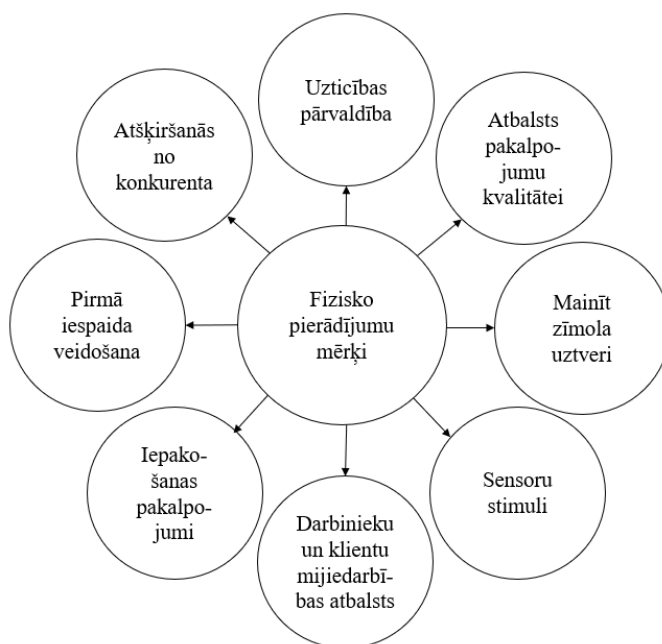 Uzticības
pārvaldība
Atbalsts
pakalpo-
jumu
kvalitātei
Mainīt
zīmola
uztveri
Sensoru
stimuli
Darbinieku
un klientu
mijiedarbī-
bas atbalsts
Iepako-
šanas
pakalpo-
jumi
Pirmā
iespaida
veidošana
Atšķiršanās
no
konkurenta
Fizisko
pierādījumu
mērķi